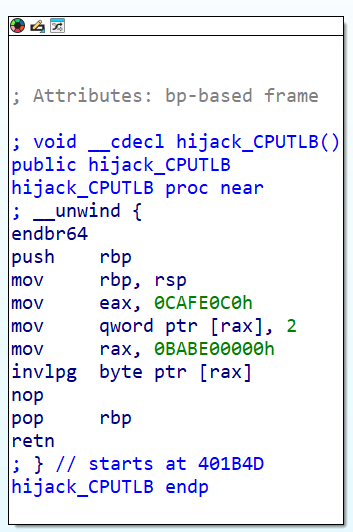 ; Attributes: bp-based frame
; void __cdecl hijack_CPUTLB()
public hijack_CPUTLB
hijack_CPUTLB proc near
; __unwind {
endbr64
push    rbp
mov     rbp, rsp
mov     eax, 0CAFE0C0h
mov     qword ptr [rax], 2
mov     rax, 0BABE00000h
invlpg  byte ptr [rax]
nop
pop     rbp
retn
; } // starts at 401B4D
hijack_CPUTLB endp